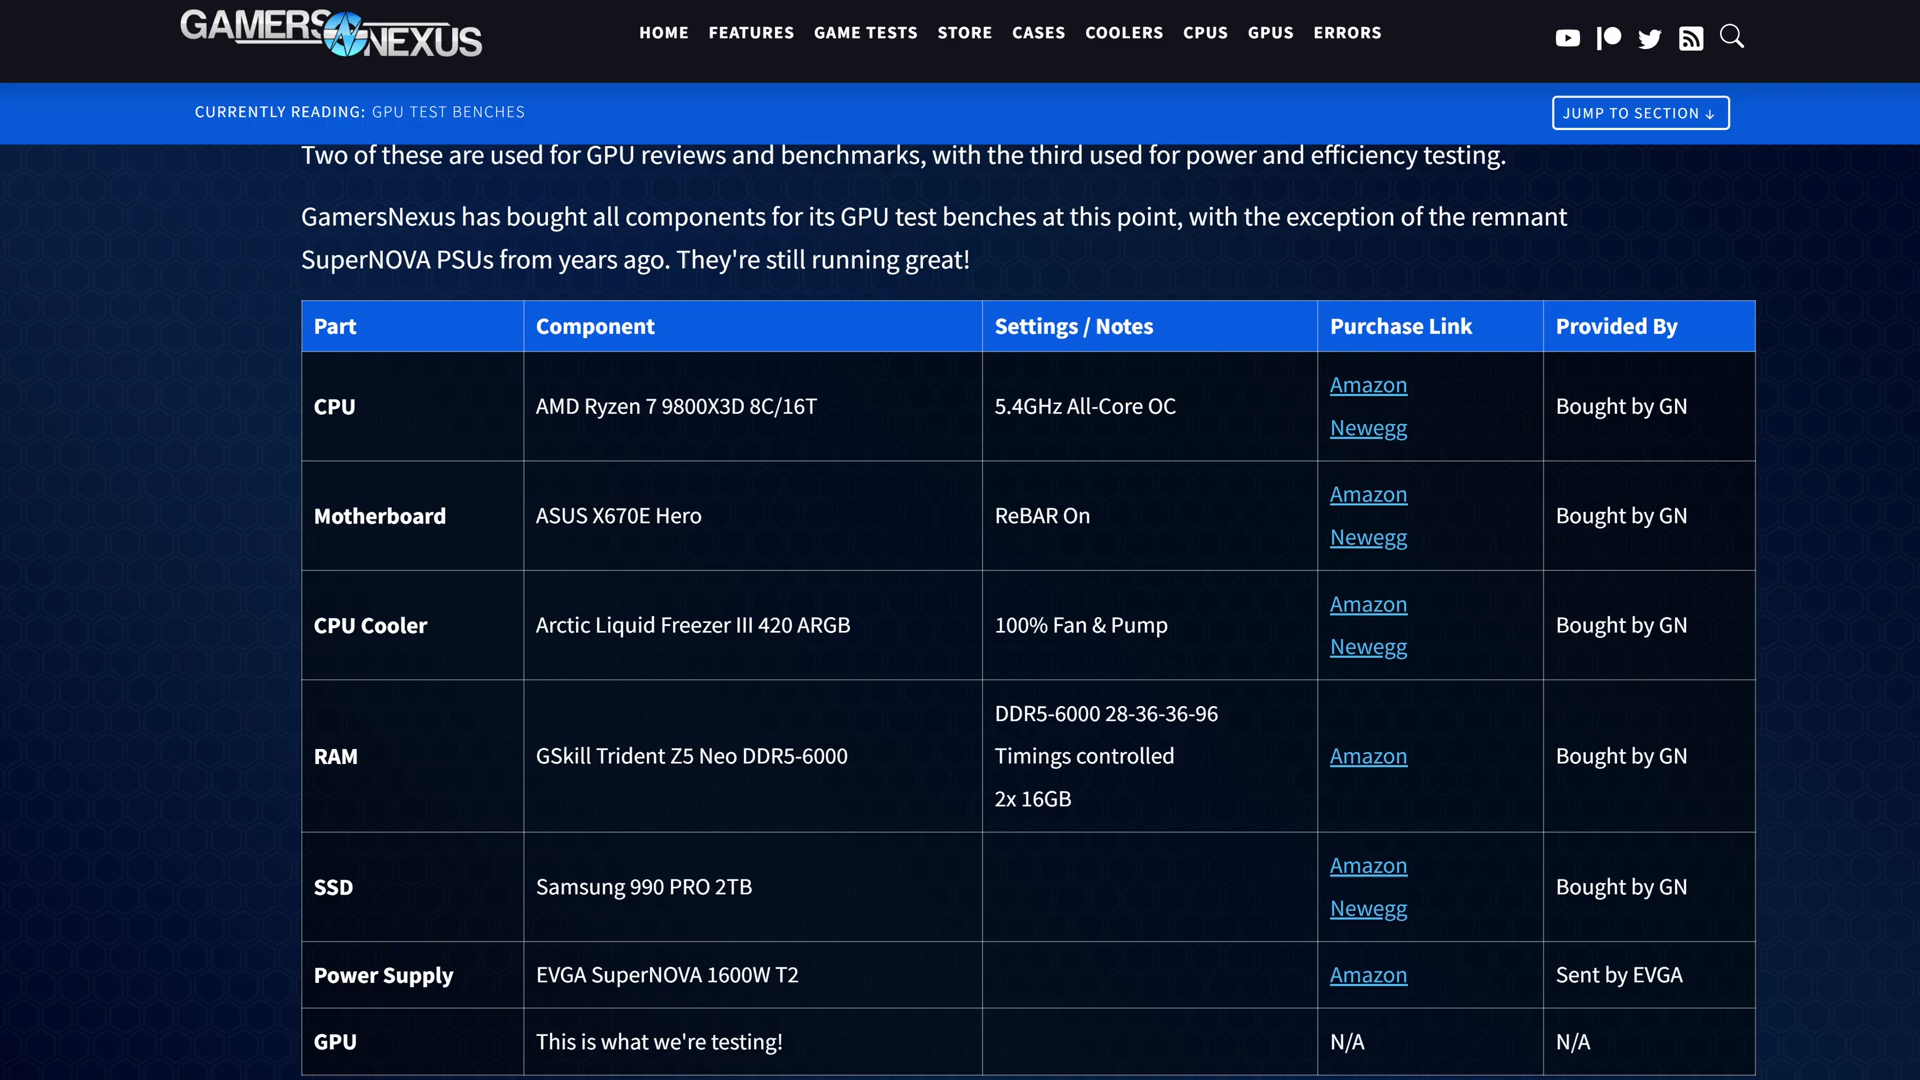 GAMERS NEXUS
HOME FEATURES GAME TESTS STORE CASES COOLERS CPUS GPUS ERRORS
CURRENTLY READING: GPU TEST BENCHES
JUMP TO SECTION ↓
Two of these are used for GPU reviews and benchmarks, with the third used for power and efficiency testing.
GamersNexus has bought all components for its GPU test benches at this point, with the exception of the remnant
SuperNOVA PSUs from years ago. They're still running great!
Part Component Settings / Notes Purchase Link Provided By
CPU AMD Ryzen 7 9800X3D 8C/16T 5.4GHz All-Core OC Amazon Bought by GN
Newegg
Motherboard ASUS X670E Hero ReBAR On Amazon Bought by GN
Newegg
CPU Cooler Arctic Liquid Freezer III 420 ARGB 100% Fan & Pump Amazon Bought by GN
Newegg
RAM GSkill Trident Z5 Neo DDR5-6000 DDR5-6000 28-36-36-96 Amazon Bought by GN
Timings controlled
2x 16GB
SSD Samsung 990 PRO 2TB Amazon Bought by GN
Newegg
Power Supply EVGA SuperNOVA 1600W T2 Amazon Sent by EVGA
GPU This is what we're testing! N/A N/A